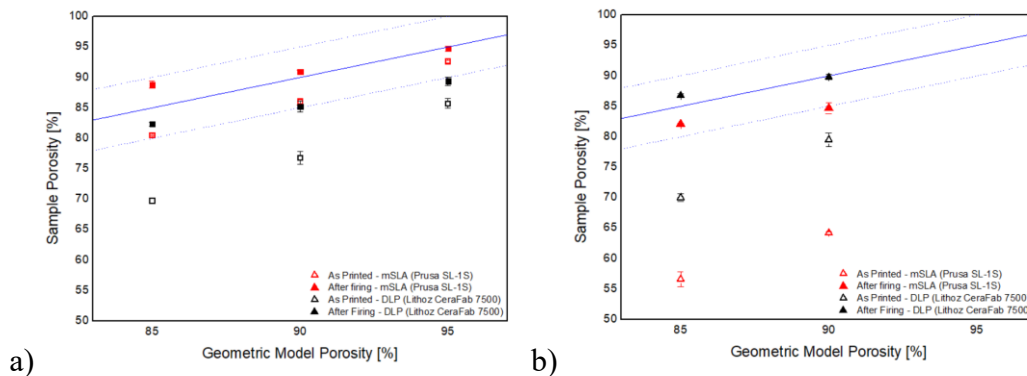 100
95
90
85
80
75
70
65
60
55
50
Sample Porosity [%]
As Printed - mSLA (Prusa SL-1S)
After firing - mSLA (Prusa SL-1S)
As Printed - DLP (Lithoz CeraFab 7500)
After Firing - DLP (Lithoz CeraFab 7500)
85 90 95
Geometric Model Porosity [%]
a)
100
95
90
85
80
75
70
65
60
55
50
Sample Porosity [%]
As Printed - mSLA (Prusa SL-1S)
After firing - mSLA (Prusa SL-1S)
As Printed - DLP (Lithoz CeraFab 7500)
After Firing - DLP (Lithoz CeraFab 7500)
85 90 95
Geometric Model Porosity [%]
b)